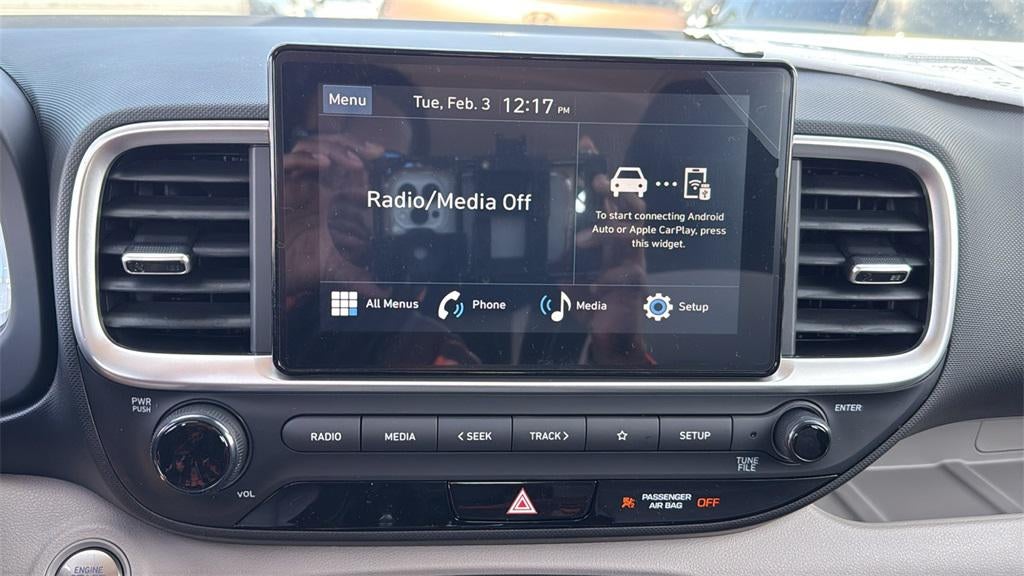 Menu
Tue, Feb. 3 12:17 PM
Radio/Media Off
To start connecting Android
Auto or Apple CarPlay, press
this widget.
All Menus
Phone
Media
Setup
PWR
PUSH
VOL
RADIO
MEDIA
< SEEK
TRACK >
☆
SETUP
ENTER
TUNE
FILE
PASSENGER
AIR BAG
OFF
ENGINE